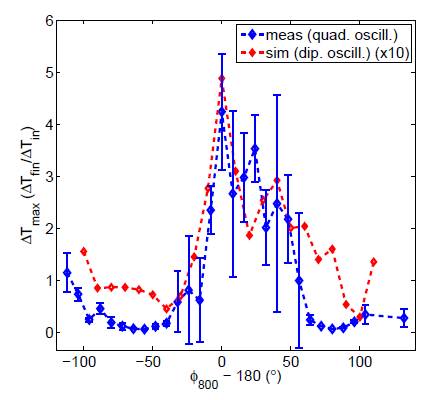 6
5
4
3
2
1
0
ΔT_max (ΔT_fin/ΔT_in)
meas (quad. oscill.)
sim (dip. oscill.) (x10)
−100 −50 0 50 100
ϕ_800 − 180 (°)